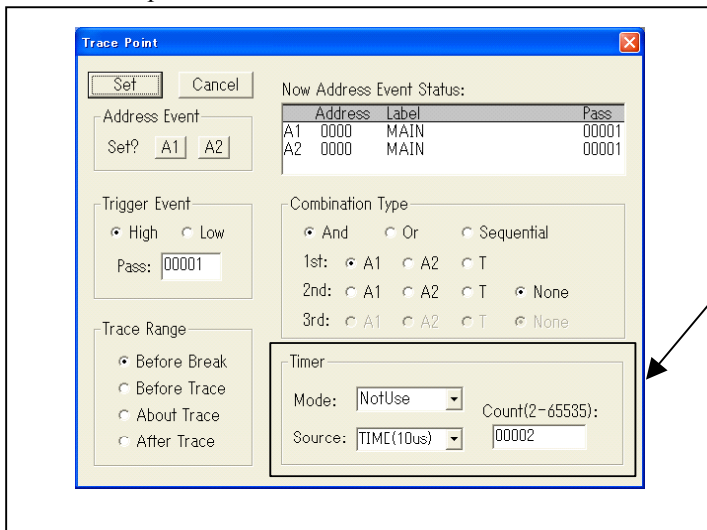 Trace Point
Set Cancel
Now Address Event Status:
Address Label Pass
A1 0000 MAIN 00001
A2 0000 MAIN 00001
Address Event
Set? A1 A2
Trigger Event
High Low
Pass: 00001
Combination Type
And Or Sequential
1st: A1 A2 T
2nd: A1 A2 T None
3rd: A1 A2 T None
Trace Range
Before Break
Before Trace
About Trace
After Trace
Timer
Mode: NotUse
Count(2-65535):
Source: TIME(10us) 00002